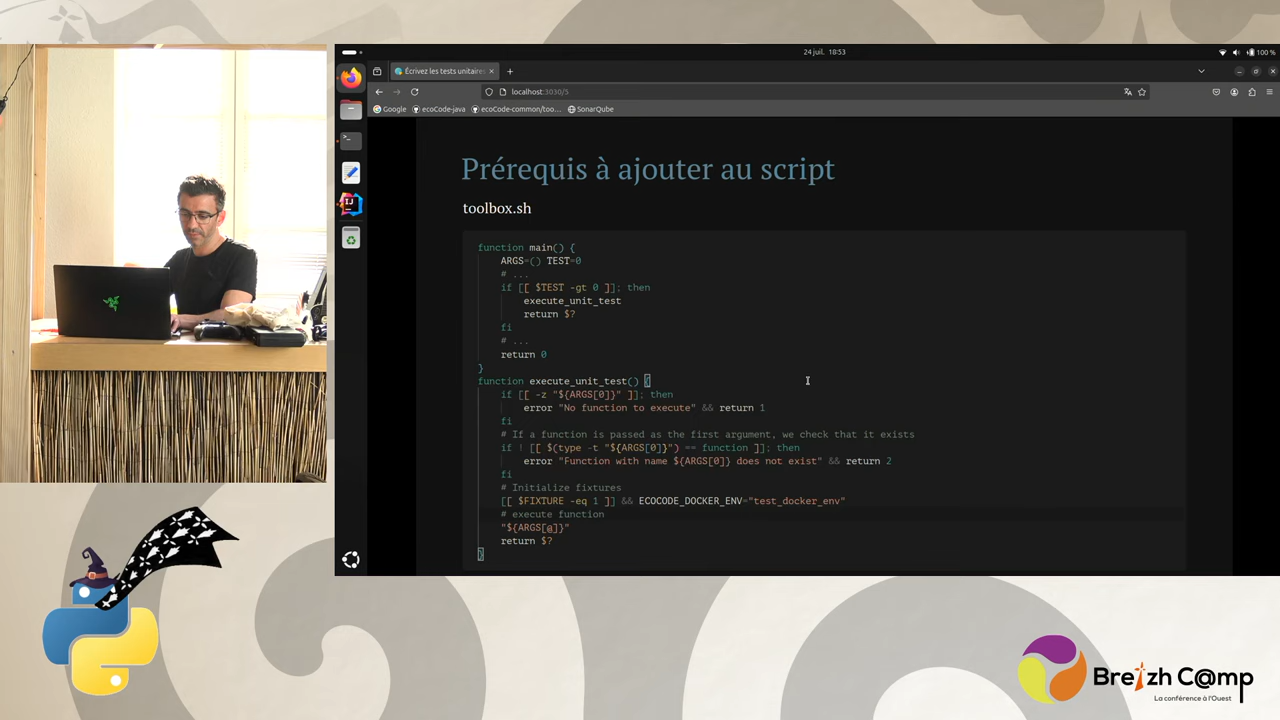 24 juil. 18:53
100 %
Écrivez les tests unitaires
localhost:3030/5
Google
ecoCode-java
ecoCode-common/too...
SonarQube
Prérequis à ajouter au script
toolbox.sh
function main() {
ARGS=() TEST=0
# ...
if [[ $TEST -gt 0 ]]; then
execute_unit_test
return $?
fi
# ...
return 0
}
function execute_unit_test() {
if [[ -z "${ARGS[0]}" ]]; then
error "No function to execute" && return 1
fi
# If a function is passed as the first argument, we check that it exists
if ! [[ $(type -t "${ARGS[0]}") == function ]]; then
error "Function with name ${ARGS[0]} does not exist" && return 2
fi
# Initialize fixtures
[[ $FIXTURE -eq 1 ]] && ECOCODE_DOCKER_ENV="test_docker_env"
# execute function
"${ARGS[@]}"
return $?
}
Breizh C@mp
La conférence à l'Ouest